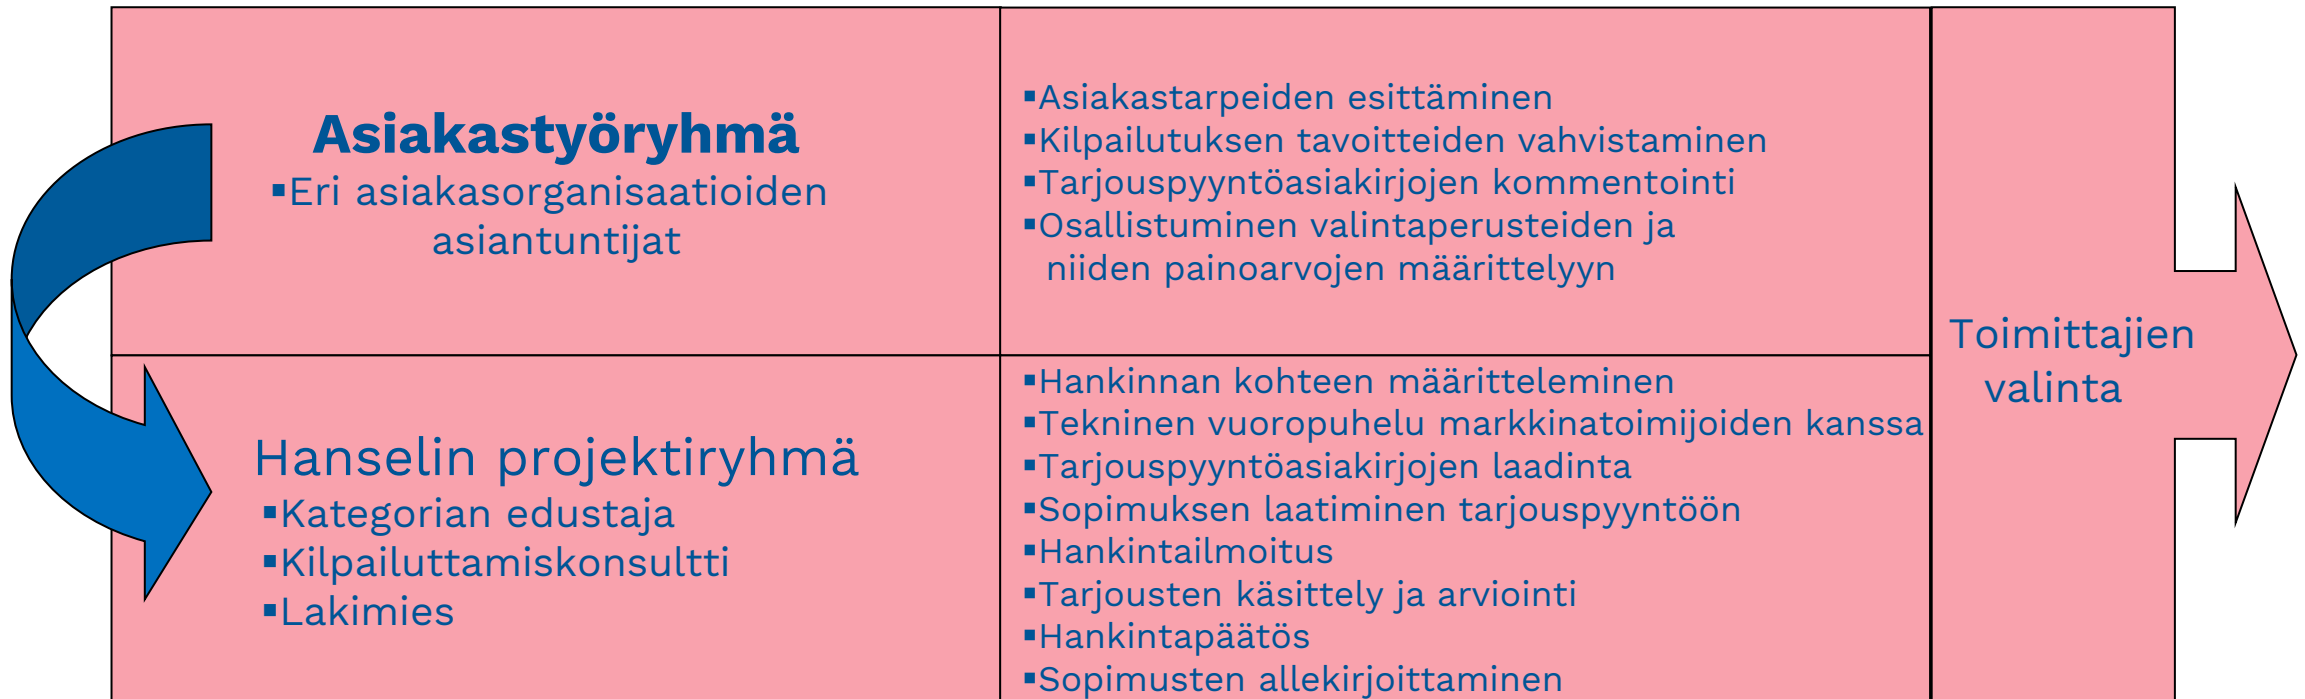 Asiakastyöryhmä
▪Eri asiakasorganisaatioiden
asiantuntijat
▪Asiakastarpeiden esittäminen
▪Kilpailutuksen tavoitteiden vahvistaminen
▪Tarjouspyyntöasiakirjojen kommentointi
▪Osallistuminen valintaperusteiden ja
niiden painoarvojen määrittelyyn
Hanselin projektiryhmä
▪Kategorian edustaja
▪Kilpailuttamiskonsultti
▪Lakimies
▪Hankinnan kohteen määritteleminen
▪Tekninen vuoropuhelu markkinatoimijoiden kanssa
▪Tarjouspyyntöasiakirjojen laadinta
▪Sopimuksen laatiminen tarjouspyyntöön
▪Hankintailmoitus
▪Tarjousten käsittely ja arviointi
▪Hankintapäätös
▪Sopimusten allekirjoittaminen
Toimittajien
valinta